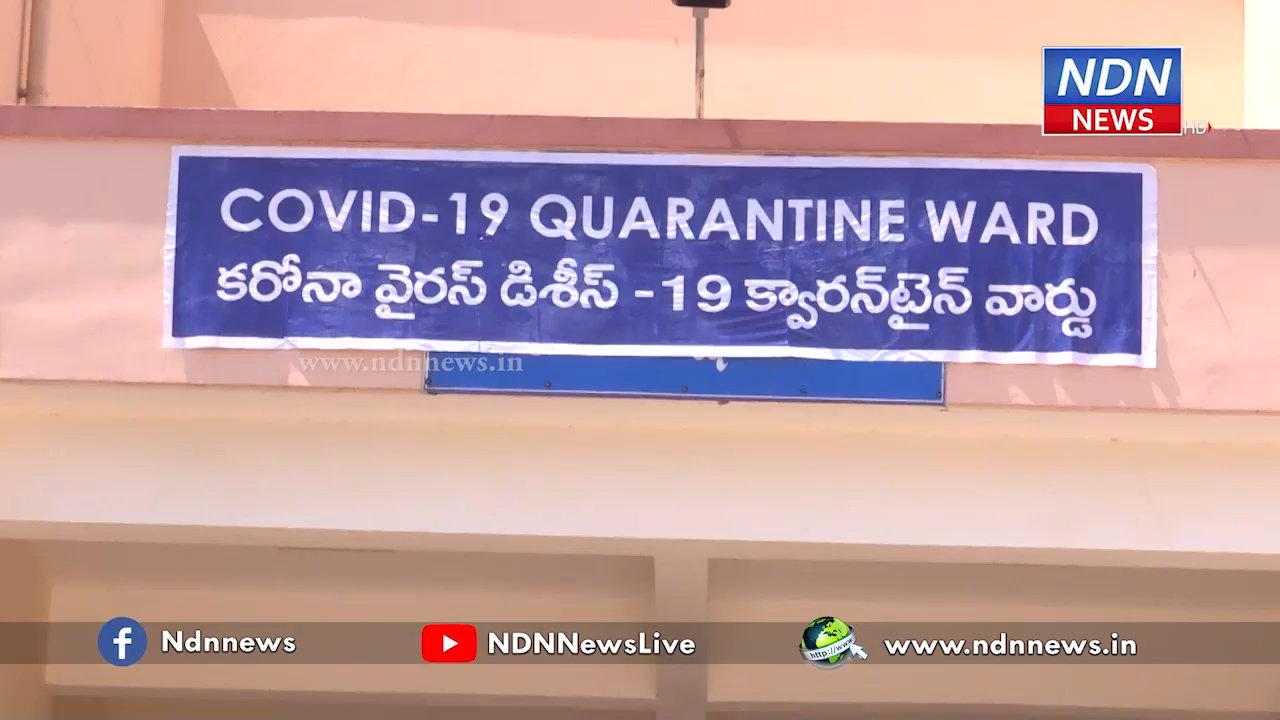 NDN
NEWS
HD
COVID-19 QUARANTINE WARD
కరోనా వైరస్ డిశీస్ -19 క్వారన్‌టైన్ వార్డు
www.ndnnews.in
Ndnnews
NDNNewsLive
http://www
www.ndnnews.in